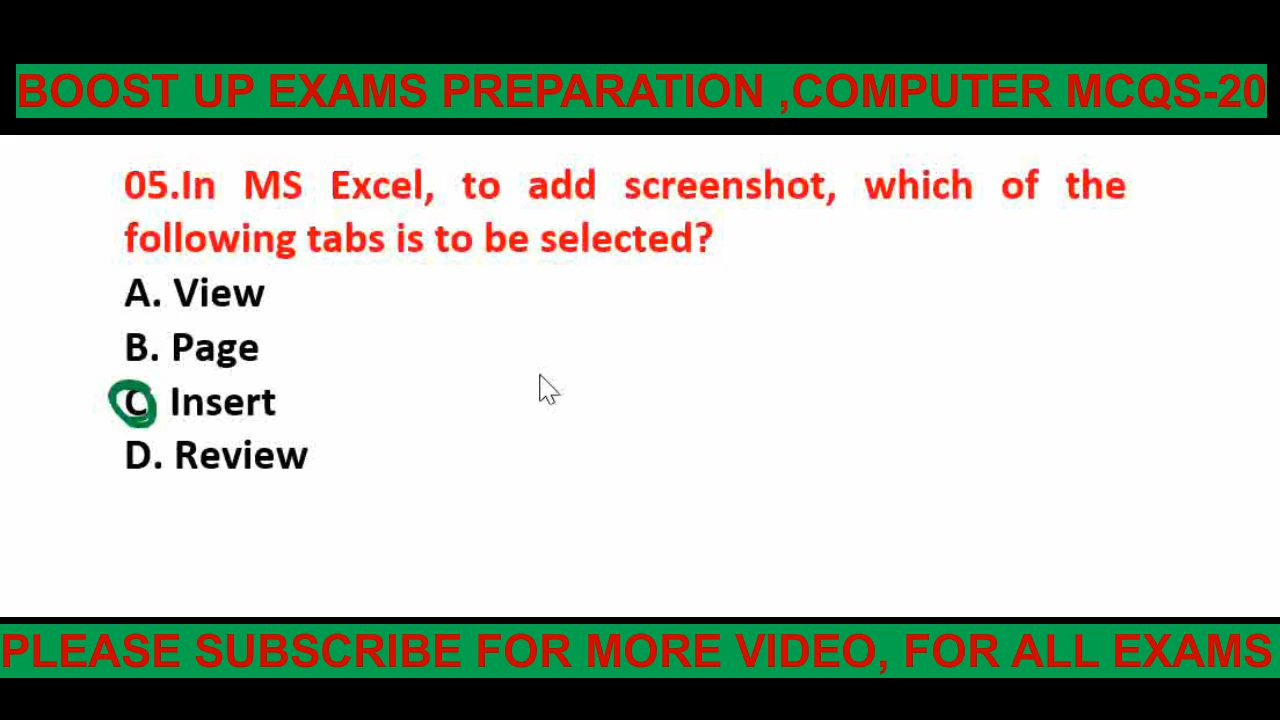 BOOST UP EXAMS PREPARATION ,COMPUTER MCQS-20
05.In MS Excel, to add screenshot, which of the
following tabs is to be selected?
A. View
B. Page
C Insert
D. Review
PLEASE SUBSCRIBE FOR MORE VIDEO, FOR ALL EXAMS